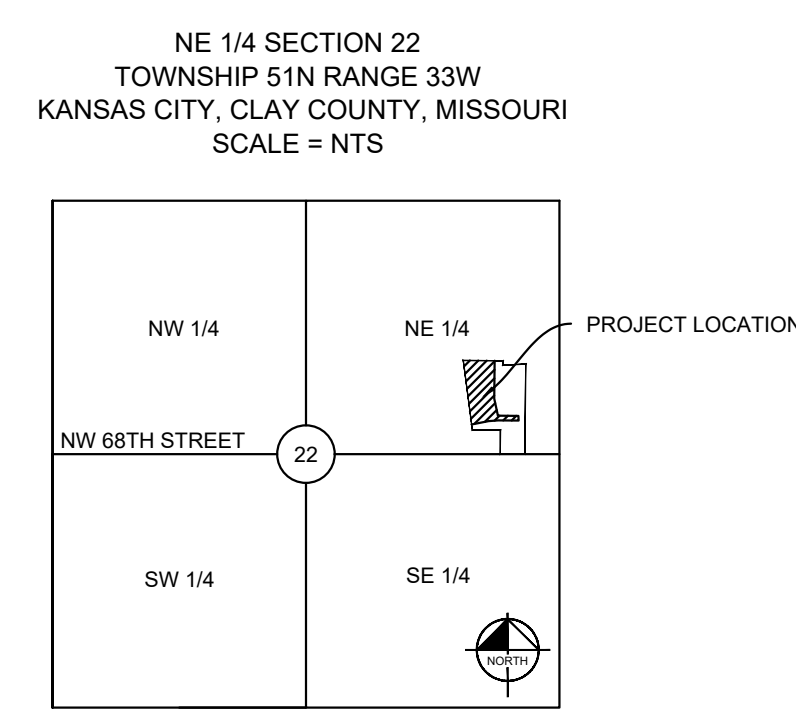 NE 1/4 SECTION 22
TOWNSHIP 51N RANGE 33W
KANSAS CITY, CLAY COUNTY, MISSOURI
SCALE = NTS
NW 1/4
NE 1/4
PROJECT LOCATION
NW 68TH STREET
22
SW 1/4
SE 1/4
NORTH